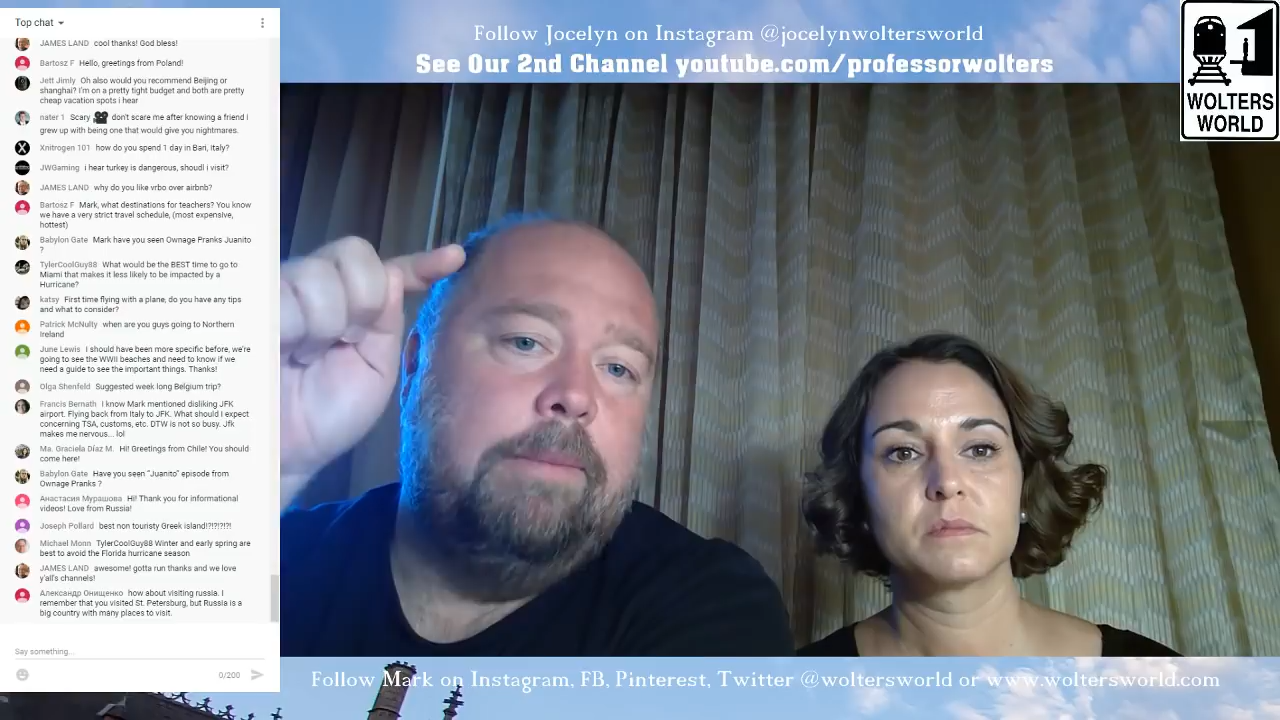 Top chat
JAMES LAND cool thanks! God bless!
Bartosz F Hello, greetings from Poland!
Jett Jimly Oh also would you recommend Beijing or
shanghai? I'm on a pretty tight budget and both are pretty
cheap vacation spots i hear
nater 1 Scary 🎥 don't scare me after knowing a friend i
grew up with being one that would give you nightmares.
Xnitrogen 101 how do you spend 1 day in Bari, Italy?
JWGaming i hear turkey is dangerous, shoudl i visit?
JAMES LAND why do you like vrbo over airbnb?
Bartosz F Mark, what destinations for teachers? You know
we have a very strict travel schedule, (most expensive,
hottest)
Babylon Gate Mark have you seen Ownage Pranks Juanito
?
TylerCoolGuy88 What would be the BEST time to go to
Miami that makes it less likely to be impacted by a
Hurricane?
katsy First time flying with a plane, do you have any tips
and what to consider?
Patrick McNulty when are you guys going to Northern
Ireland
June Lewis I should have been more specific before, we're
going to see the WWII beaches and need to know if we
need a guide to see the important things. Thanks!
Olga Shenfeld Suggested week long Belgium trip?
Francis Bernath I know Mark mentioned disliking JFK
airport. Flying back from Italy to JFK. What should I expect
concerning TSA, customs, etc. DTW is not so busy. Jfk
makes me nervous... lol
Ma. Graciela Díaz M. Hi! Greetings from Chile! You should
come here!
Babylon Gate Have you seen "Juanito" episode from
Ownage Pranks ?
Анастасия Мурашова Hi! Thank you for informational
videos! Love from Russia!
Joseph Pollard best non touristy Greek island!?!?!?!?!
Michael Monn TylerCoolGuy88 Winter and early spring are
best to avoid the Florida hurricane season
JAMES LAND awesome! gotta run thanks and we love
y'all's channels!
Александр Онищенко how about visiting russia. I
remember that you visited St. Petersburg, but Russia is a
big country with many places to visit.
Say something...
0/200
Follow Jocelyn on Instagram @jocelynwoltersworld
See Our 2nd Channel youtube.com/professorwolters
WOLTERS
WORLD
Follow Mark on Instagram, FB, Pinterest, Twitter @woltersworld or www.woltersworld.com